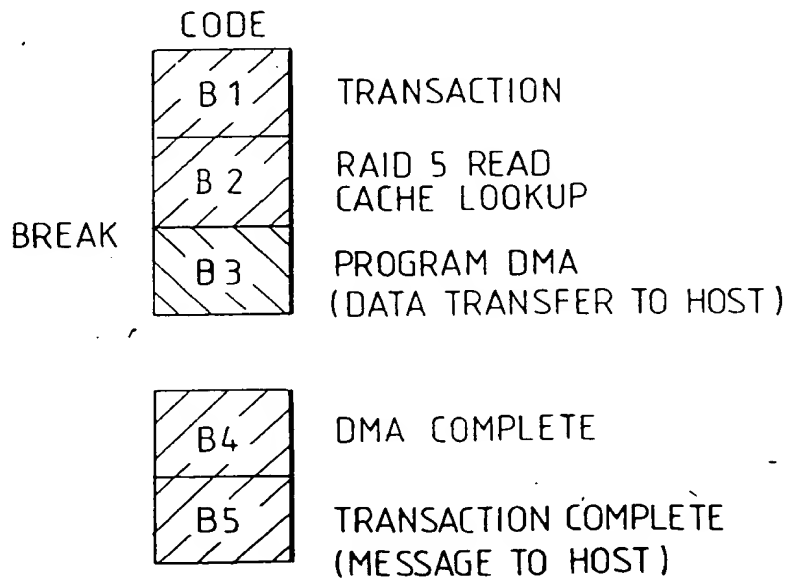 CODE
B1 TRANSACTION
B2 RAID 5 READ
CACHE LOOKUP
BREAK
B3 PROGRAM DMA
(DATA TRANSFER TO HOST)
B4 DMA COMPLETE
B5 TRANSACTION COMPLETE
(MESSAGE TO HOST)